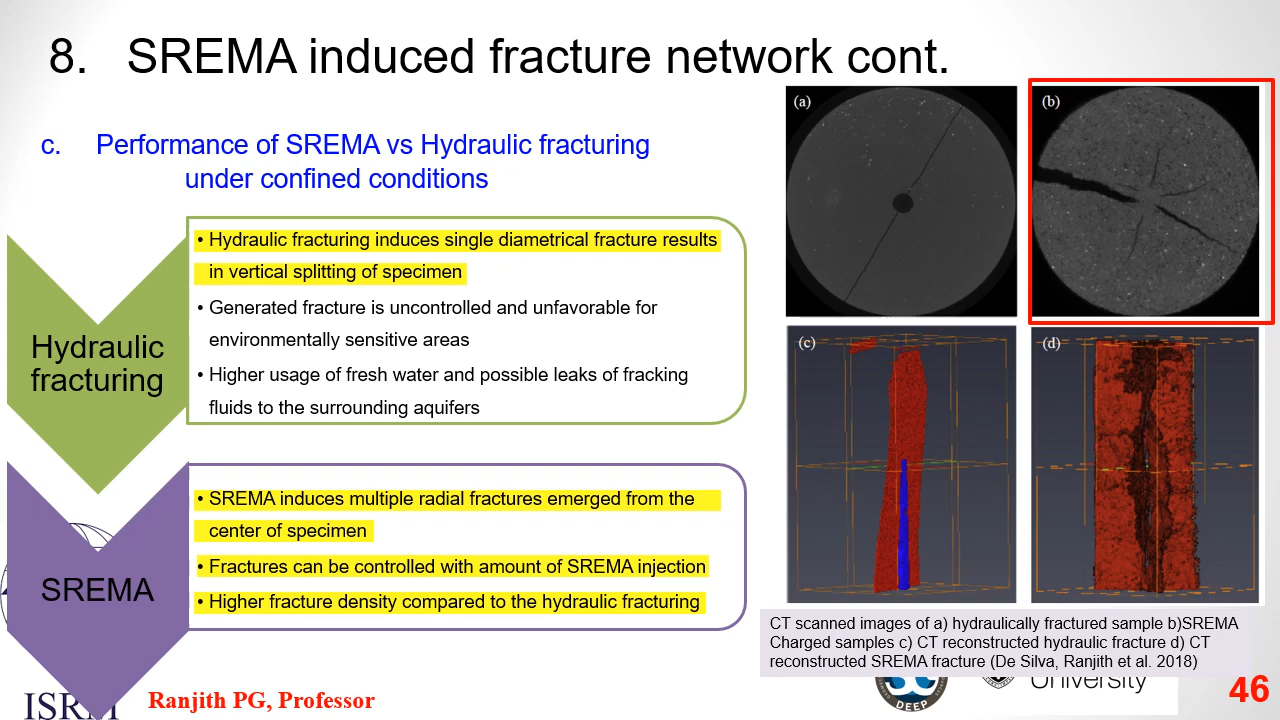 8. SREMA induced fracture network cont.
c. Performance of SREMA vs Hydraulic fracturing
under confined conditions
Hydraulic
fracturing
• Hydraulic fracturing induces single diametrical fracture results
in vertical splitting of specimen
• Generated fracture is uncontrolled and unfavorable for
environmentally sensitive areas
• Higher usage of fresh water and possible leaks of fracking
fluids to the surrounding aquifers
SREMA
• SREMA induces multiple radial fractures emerged from the
center of specimen
• Fractures can be controlled with amount of SREMA injection
• Higher fracture density compared to the hydraulic fracturing
(a)
(b)
(c)
(d)
CT scanned images of a) hydraulically fractured sample b)SREMA
Charged samples c) CT reconstructed hydraulic fracture d) CT
reconstructed SREMA fracture (De Silva, Ranjith et al. 2018)
ISRM
Ranjith PG, Professor
DEEP
University
46